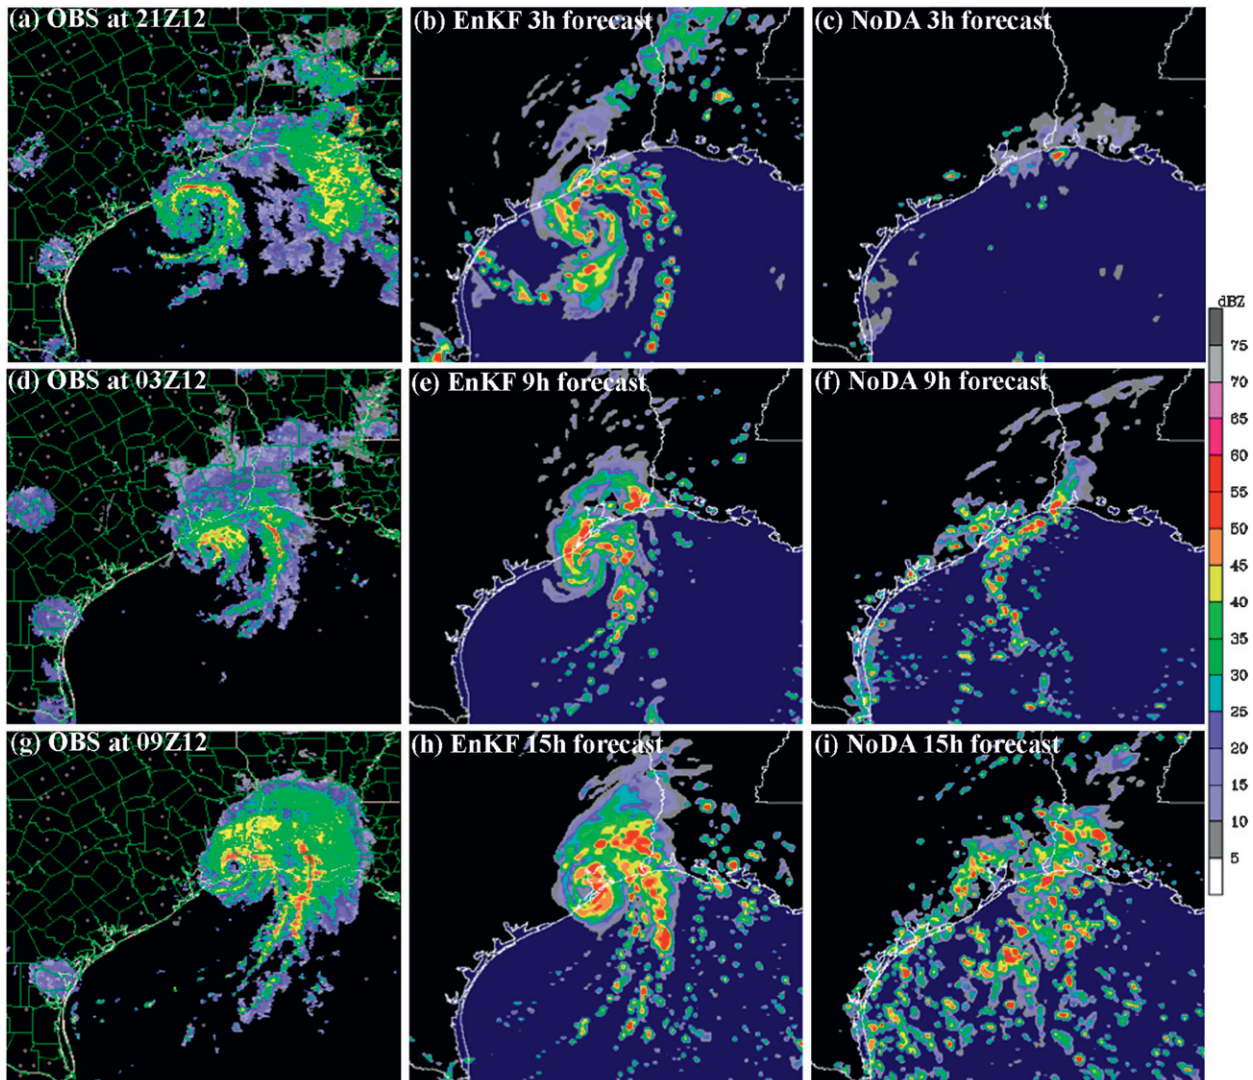 (a) OBS at 21Z12
(b) EnKF 3h forecast
(c) NoDA 3h forecast
(d) OBS at 03Z12
(e) EnKF 9h forecast
(f) NoDA 9h forecast
(g) OBS at 09Z12
(h) EnKF 15h forecast
(i) NoDA 15h forecast
dBZ
75
70
65
60
55
50
45
40
35
30
25
20
15
10
5